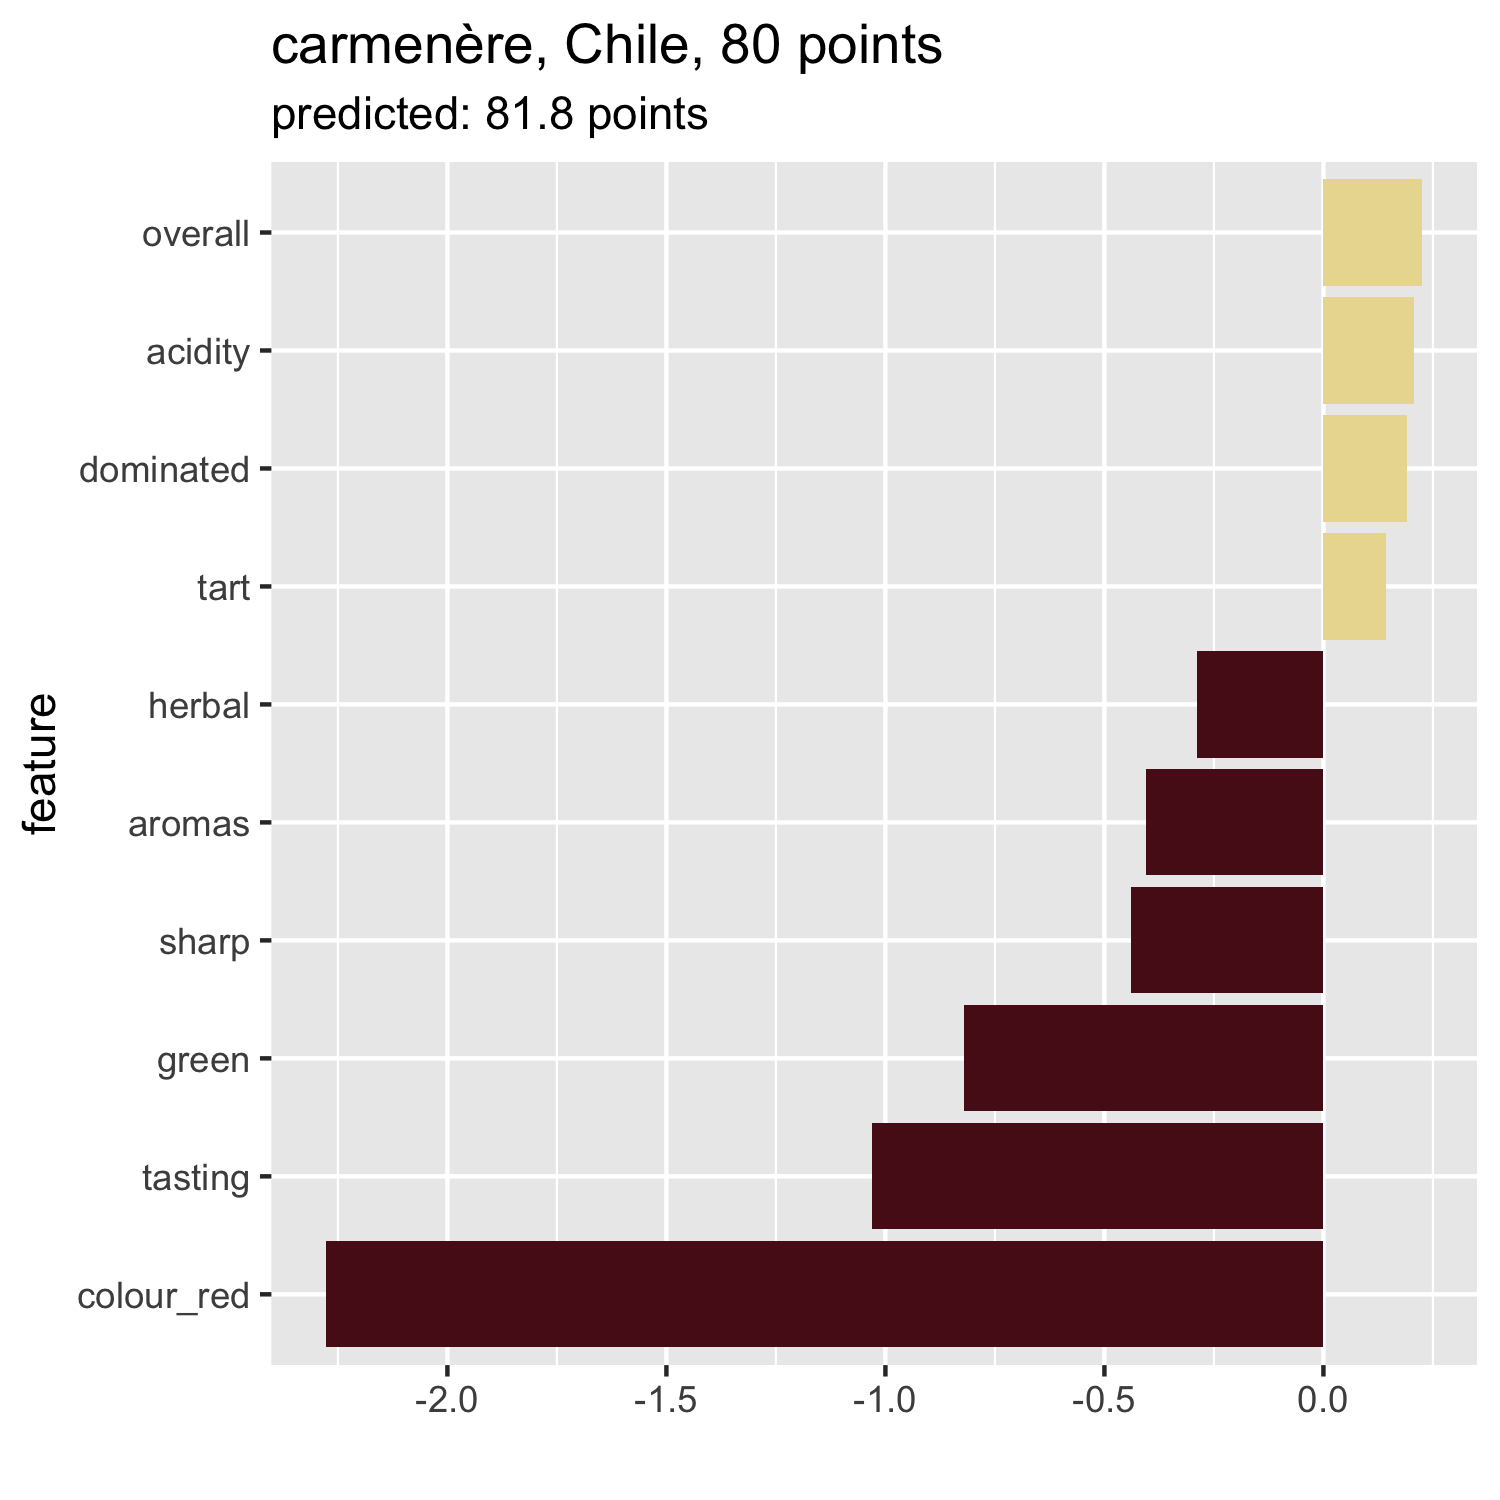 carmenère, Chile, 80 points
predicted: 81.8 points
feature
overall
acidity
dominated
tart
herbal
aromas
sharp
green
tasting
colour_red
-2.0 -1.5 -1.0 -0.5 0.0